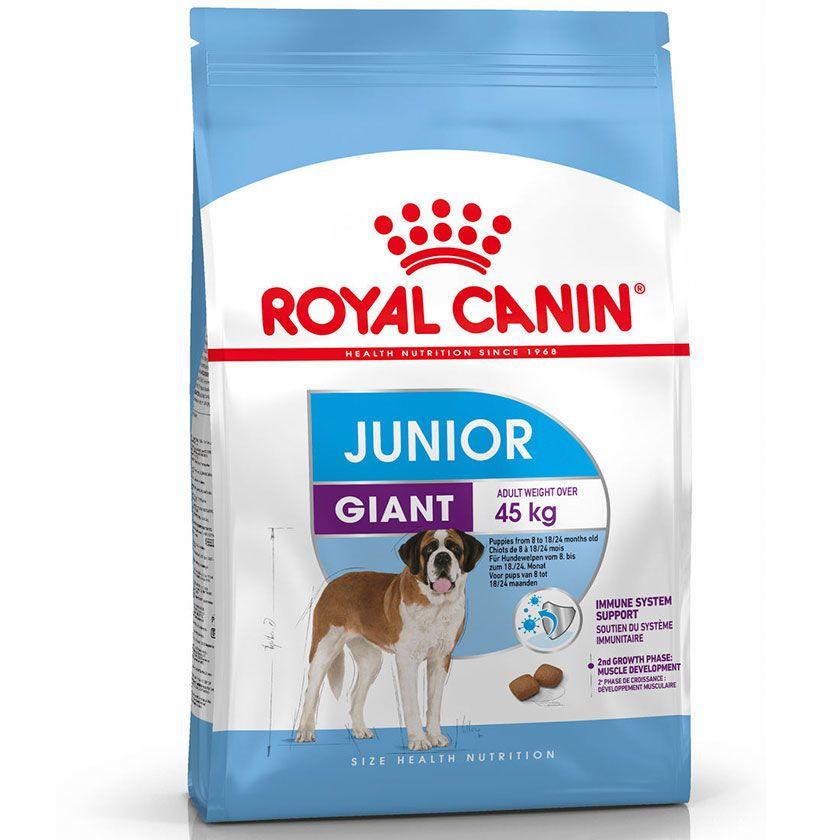 ROYAL CANIN®
HEALTH NUTRITION SINCE 1968
JUNIOR
GIANT
ADULT WEIGHT OVER
45 kg
Puppies from 8 to 18/24 months old
Chiots de 8 à 18/24 mois
Für Hundewelpen vom 8. bis
zum 18./24. Monat
Voor pups van 8 tot
18/24 maanden
IMMUNE SYSTEM
SUPPORT
SOUTIEN DU SYSTÈME
IMMUNITAIRE
2nd GROWTH PHASE:
MUSCLE DEVELOPMENT
2e PHASE DE CROISSANCE :
DÉVELOPPEMENT MUSCULAIRE
SIZE HEALTH NUTRITION